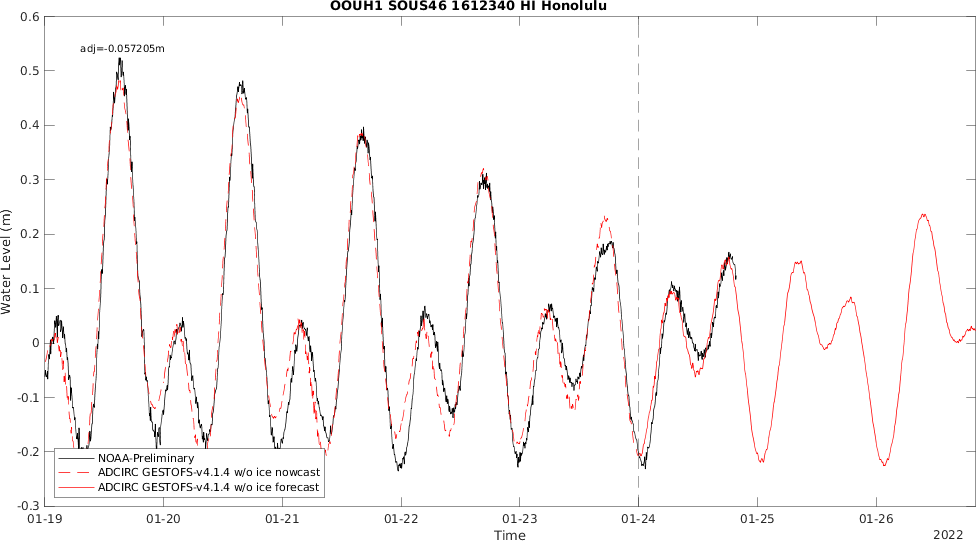 OOUH1 SOUS46 1612340 HI Honolulu
adj=-0.057205m
0.6
0.5
0.4
0.3
0.2
0.1
0
-0.1
-0.2
-0.3
Water Level (m)
NOAA-Preliminary
ADCIRC GESTOFS-v4.1.4 w/o ice nowcast
ADCIRC GESTOFS-v4.1.4 w/o ice forecast
01-19 01-20 01-21 01-22 01-23 01-24 01-25 01-26
Time
2022